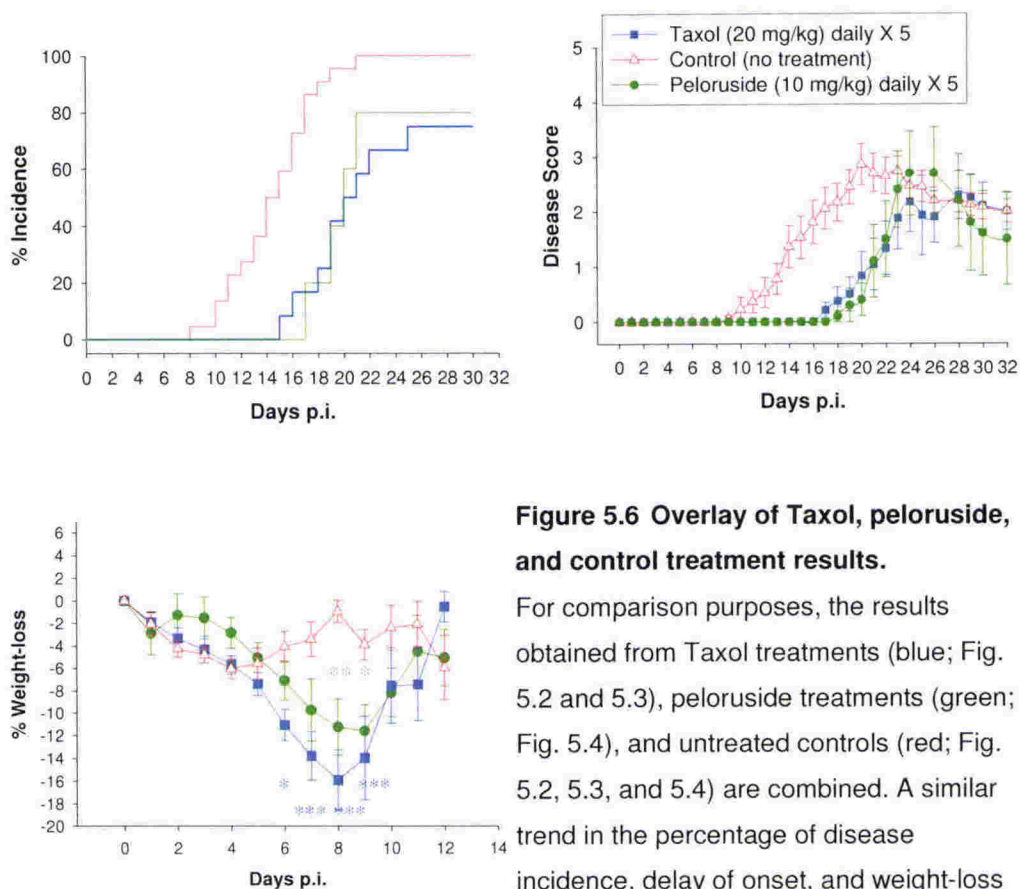 % Incidence
100
80
60
40
20
0
0 2 4 6 8 10 12 14 16 18 20 22 24 26 28 30 32
Days p.i.
Taxol (20 mg/kg) daily X 5
Control (no treatment)
Peloruside (10 mg/kg) daily X 5
Disease Score
5
4
3
2
1
0
0 2 4 6 8 10 12 14 16 18 20 22 24 26 28 30 32
Days p.i.
% Weight-loss
6
4
2
0
-2
-4
-6
-8
-10
-12
-14
-16
-18
-20
** *
* ***
*** ***
0 2 4 6 8 10 12 14
Days p.i.
Figure 5.6 Overlay of Taxol, peloruside,
and control treatment results.
For comparison purposes, the results
obtained from Taxol treatments (blue; Fig.
5.2 and 5.3), peloruside treatments (green;
Fig. 5.4), and untreated controls (red; Fig.
5.2, 5.3, and 5.4) are combined. A similar
trend in the percentage of disease
incidence, delay of onset, and weight-loss